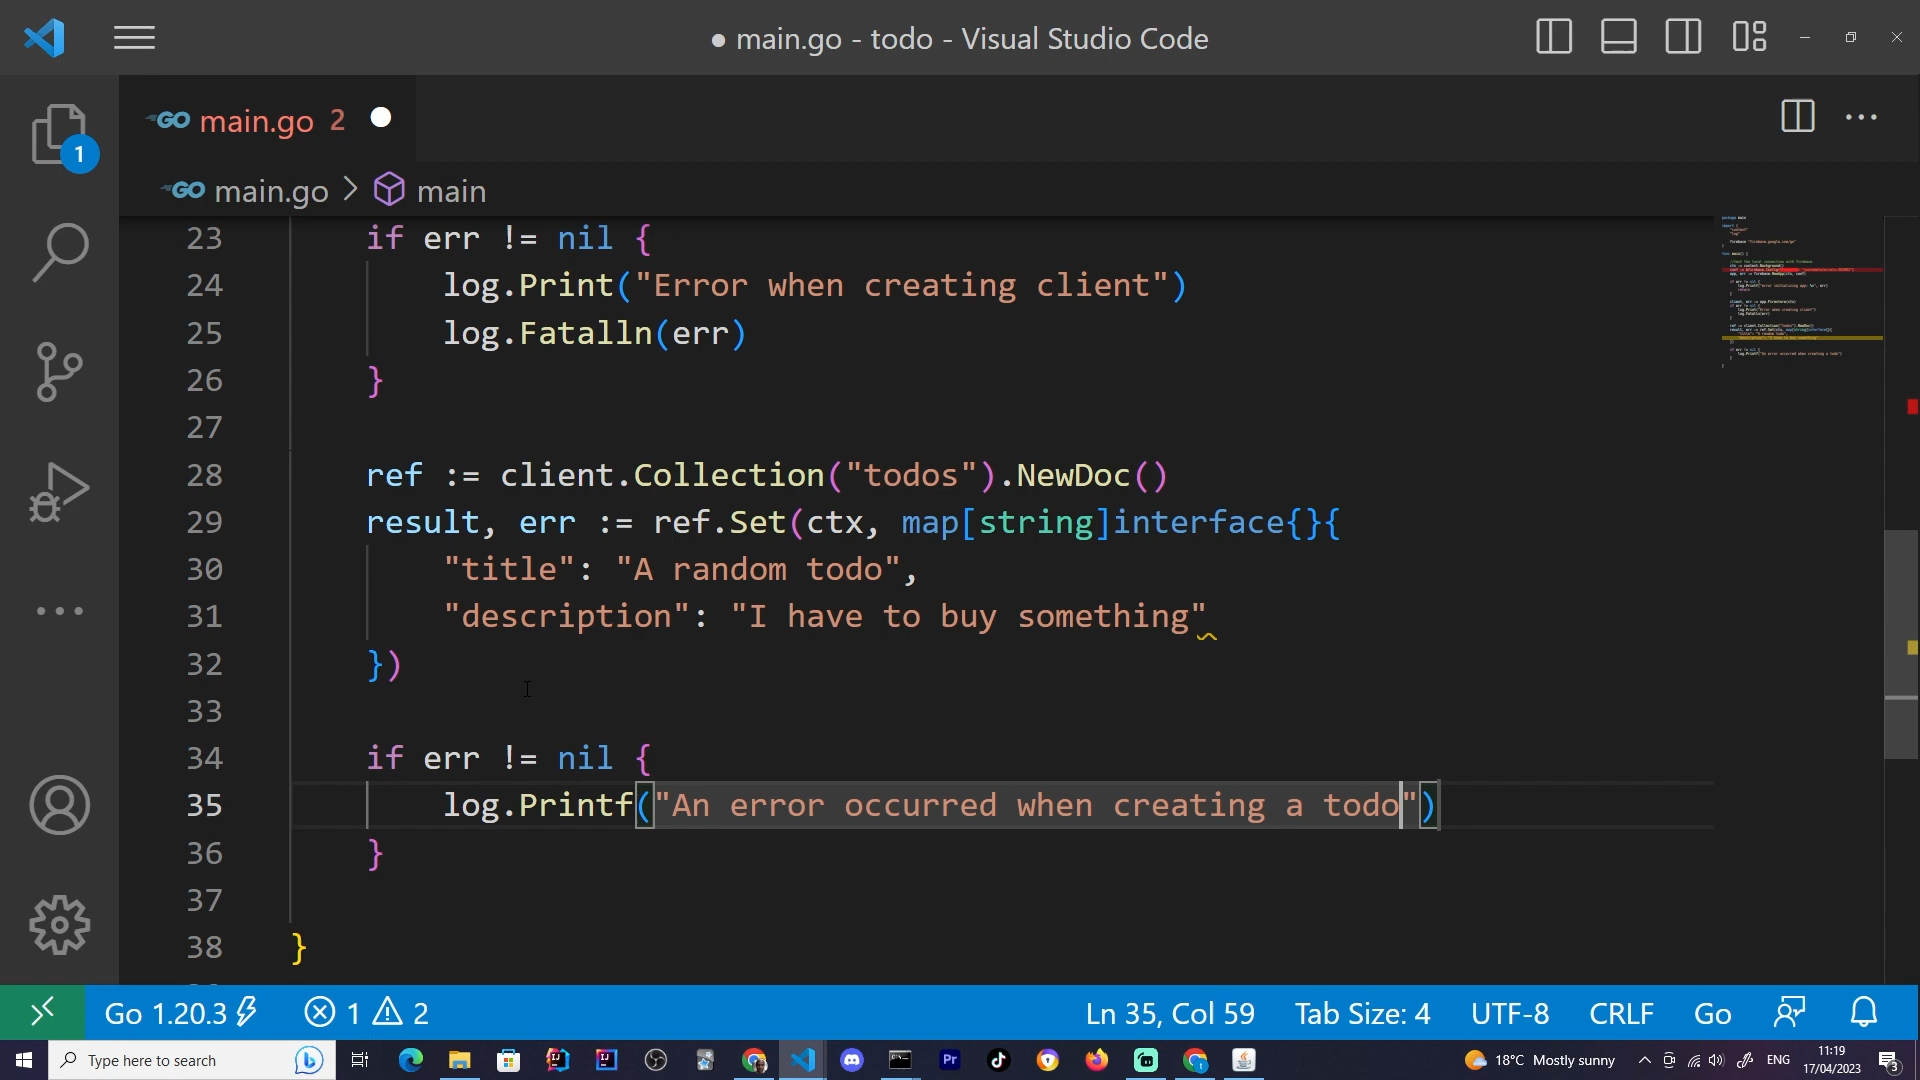 ● main.go - todo - Visual Studio Code
GO main.go 2
1
GO main.go > main
23 if err != nil {
24 log.Print("Error when creating client")
25 log.Fatalln(err)
26 }
27
28 ref := client.Collection("todos").NewDoc()
29 result, err := ref.Set(ctx, map[string]interface{}{
30 "title": "A random todo",
31 "description": "I have to buy something"
32 })
33
34 if err != nil {
35 log.Printf("An error occurred when creating a todo")
36 }
37
38 }
Go 1.20.3 1 2 Ln 35, Col 59 Tab Size: 4 UTF-8 CRLF Go
Type here to search Pr 18°C Mostly sunny ENG 11:19
17/04/2023 3